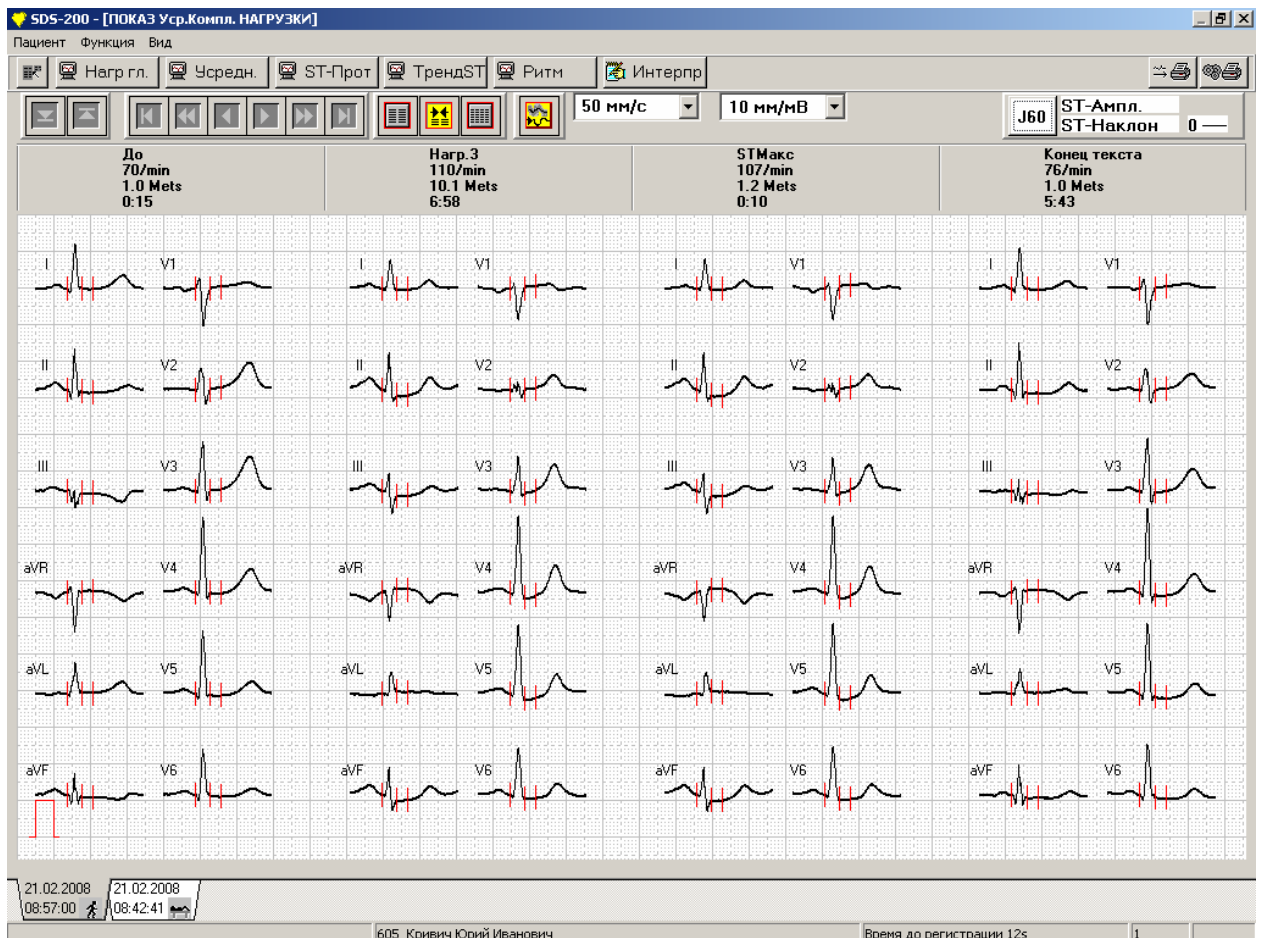 SDS-200 - [ПОКАЗ Уср.Компл. НАГРУЗКИ]
Пациент Функция Вид
Нагр гл. Усредн. ST-Прот ТрендST Ритм Интерпр
50 мм/с 10 мм/мВ J60 ST-Ампл.
ST-Наклон 0
До Нагр.3 STМакс Конец текста
70/min 110/min 107/min 76/min
1.0 Mets 10.1 Mets 1.2 Mets 1.0 Mets
0:15 6:58 0:10 5:43
I V1 I V1 I V1 I V1
II V2 II V2 II V2 II V2
III V3 III V3 III V3 III V3
aVR V4 aVR V4 aVR V4 aVR V4
aVL V5 aVL V5 aVL V5 aVL V5
aVF V6 aVF V6 aVF V6 aVF V6
21.02.2008 21.02.2008
08:57:00 08:42:41
605 Кривич Юрий Иванович Время до регистрации 12s 1